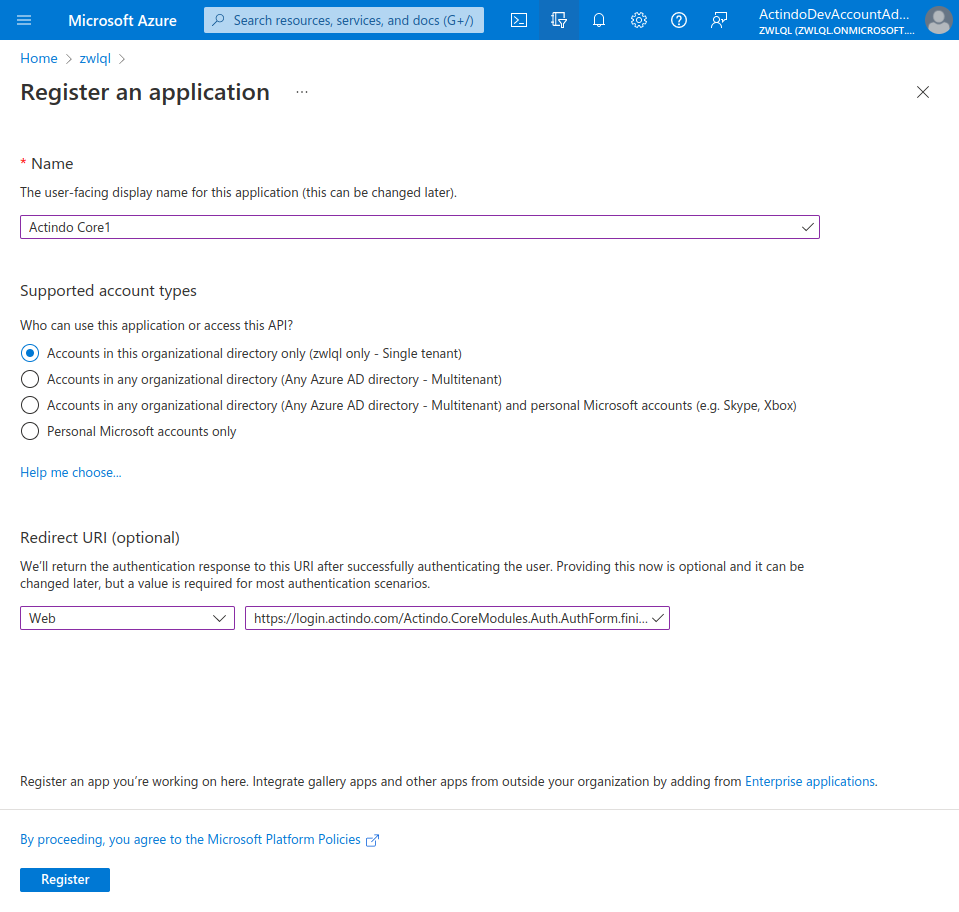 Microsoft Azure
Search resources, services, and docs (G+/)
ActindoDevAccountAd...
ZWLQL (ZWLQL.ONMICROSOFT....
Home > zwlql >
Register an application ...
* Name
The user-facing display name for this application (this can be changed later).
Actindo Core1
Supported account types
Who can use this application or access this API?
Accounts in this organizational directory only (zwlql only - Single tenant)
Accounts in any organizational directory (Any Azure AD directory - Multitenant)
Accounts in any organizational directory (Any Azure AD directory - Multitenant) and personal Microsoft accounts (e.g. Skype, Xbox)
Personal Microsoft accounts only
Help me choose...
Redirect URI (optional)
We'll return the authentication response to this URI after successfully authenticating the user. Providing this now is optional and it can be
changed later, but a value is required for most authentication scenarios.
Web
https://login.actindo.com/Actindo.CoreModules.Auth.AuthForm.fini...
Register an app you're working on here. Integrate gallery apps and other apps from outside your organization by adding from Enterprise applications.
By proceeding, you agree to the Microsoft Platform Policies
Register